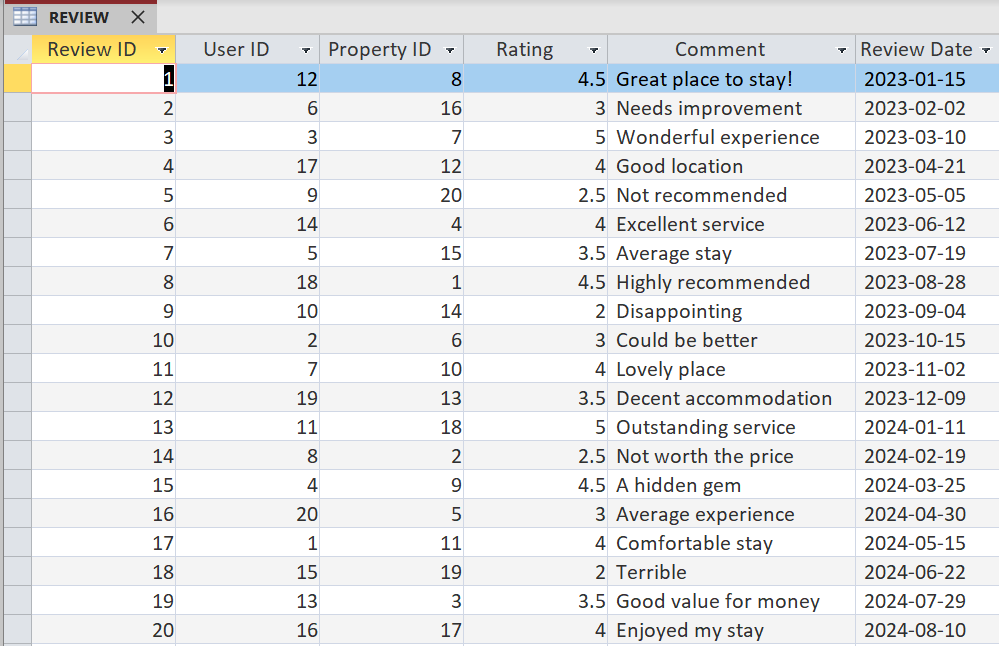 REVIEW
Review ID User ID Property ID Rating Comment Review Date
1 12 8 4.5 Great place to stay! 2023-01-15
2 6 16 3 Needs improvement 2023-02-02
3 3 7 5 Wonderful experience 2023-03-10
4 17 12 4 Good location 2023-04-21
5 9 20 2.5 Not recommended 2023-05-05
6 14 4 4 Excellent service 2023-06-12
7 5 15 3.5 Average stay 2023-07-19
8 18 1 4.5 Highly recommended 2023-08-28
9 10 14 2 Disappointing 2023-09-04
10 2 6 3 Could be better 2023-10-15
11 7 10 4 Lovely place 2023-11-02
12 19 13 3.5 Decent accommodation 2023-12-09
13 11 18 5 Outstanding service 2024-01-11
14 8 2 2.5 Not worth the price 2024-02-19
15 4 9 4.5 A hidden gem 2024-03-25
16 20 5 3 Average experience 2024-04-30
17 1 11 4 Comfortable stay 2024-05-15
18 15 19 2 Terrible 2024-06-22
19 13 3 3.5 Good value for money 2024-07-29
20 16 17 4 Enjoyed my stay 2024-08-10